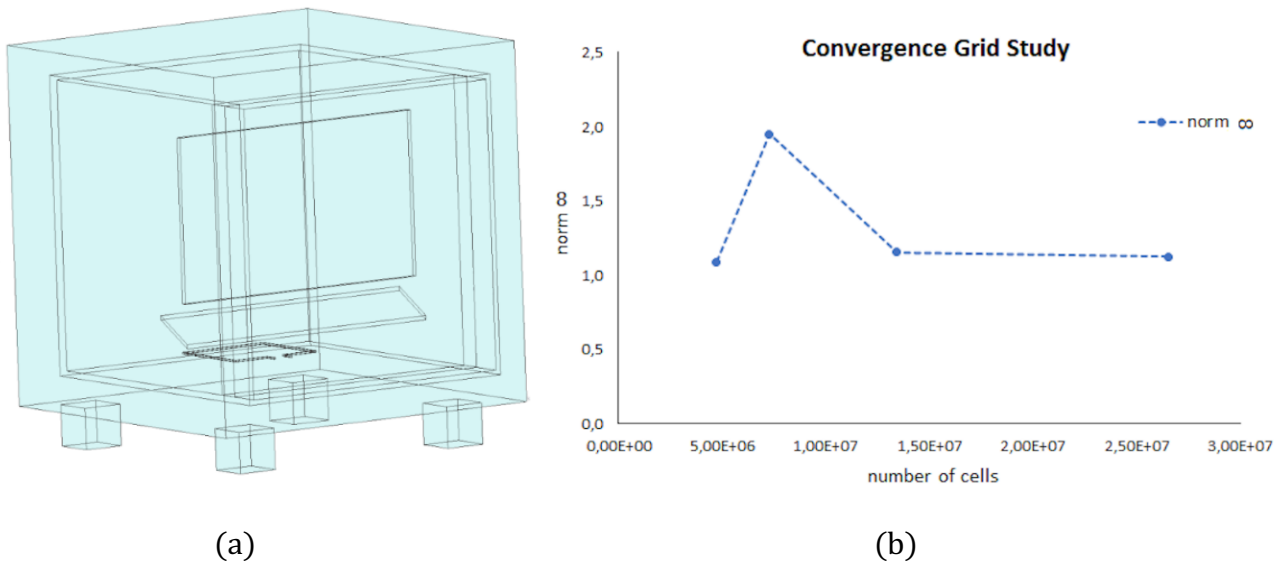 Convergence Grid Study
2,5
2,0
1,5
1,0
0,5
0,0
norm ∞
norm 8
0,00E+00 5,00E+06 1,00E+07 1,50E+07 2,00E+07 2,50E+07 3,00E+07
number of cells
(a) (b)